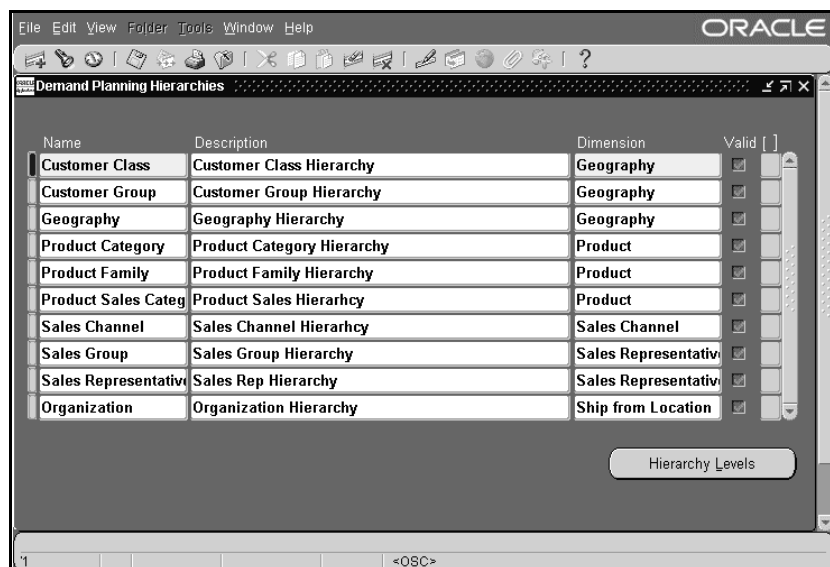 File Edit View Folder Tools Window Help ORACLE
Demand Planning Hierarchies
Name Description Dimension Valid [ ]
Customer Class Customer Class Hierarchy Geography
Customer Group Customer Group Hierarchy Geography
Geography Geography Hierarchy Geography
Product Category Product Category Hierarchy Product
Product Family Product Family Hierarchy Product
Product Sales Categ Product Sales Hierarhcy Product
Sales Channel Sales Channel Hierarhcy Sales Channel
Sales Group Sales Group Hierarchy Sales Representativ
Sales Representativ Sales Rep Hierarchy Sales Representativ
Organization Organization Hierarchy Ship from Location
Hierarchy Levels
'1 <OSC>